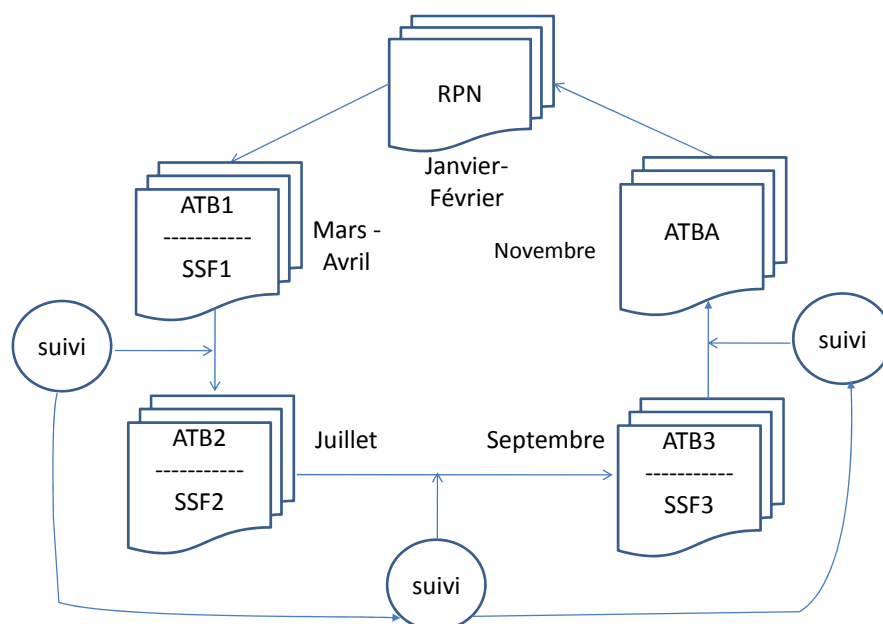 RPN
Janvier-
Février
ATB1
-----------
SSF1
Mars -
Avril
Novembre
ATBA
suivi
suivi
ATB2
-----------
SSF2
Juillet
Septembre
ATB3
-----------
SSF3
suivi